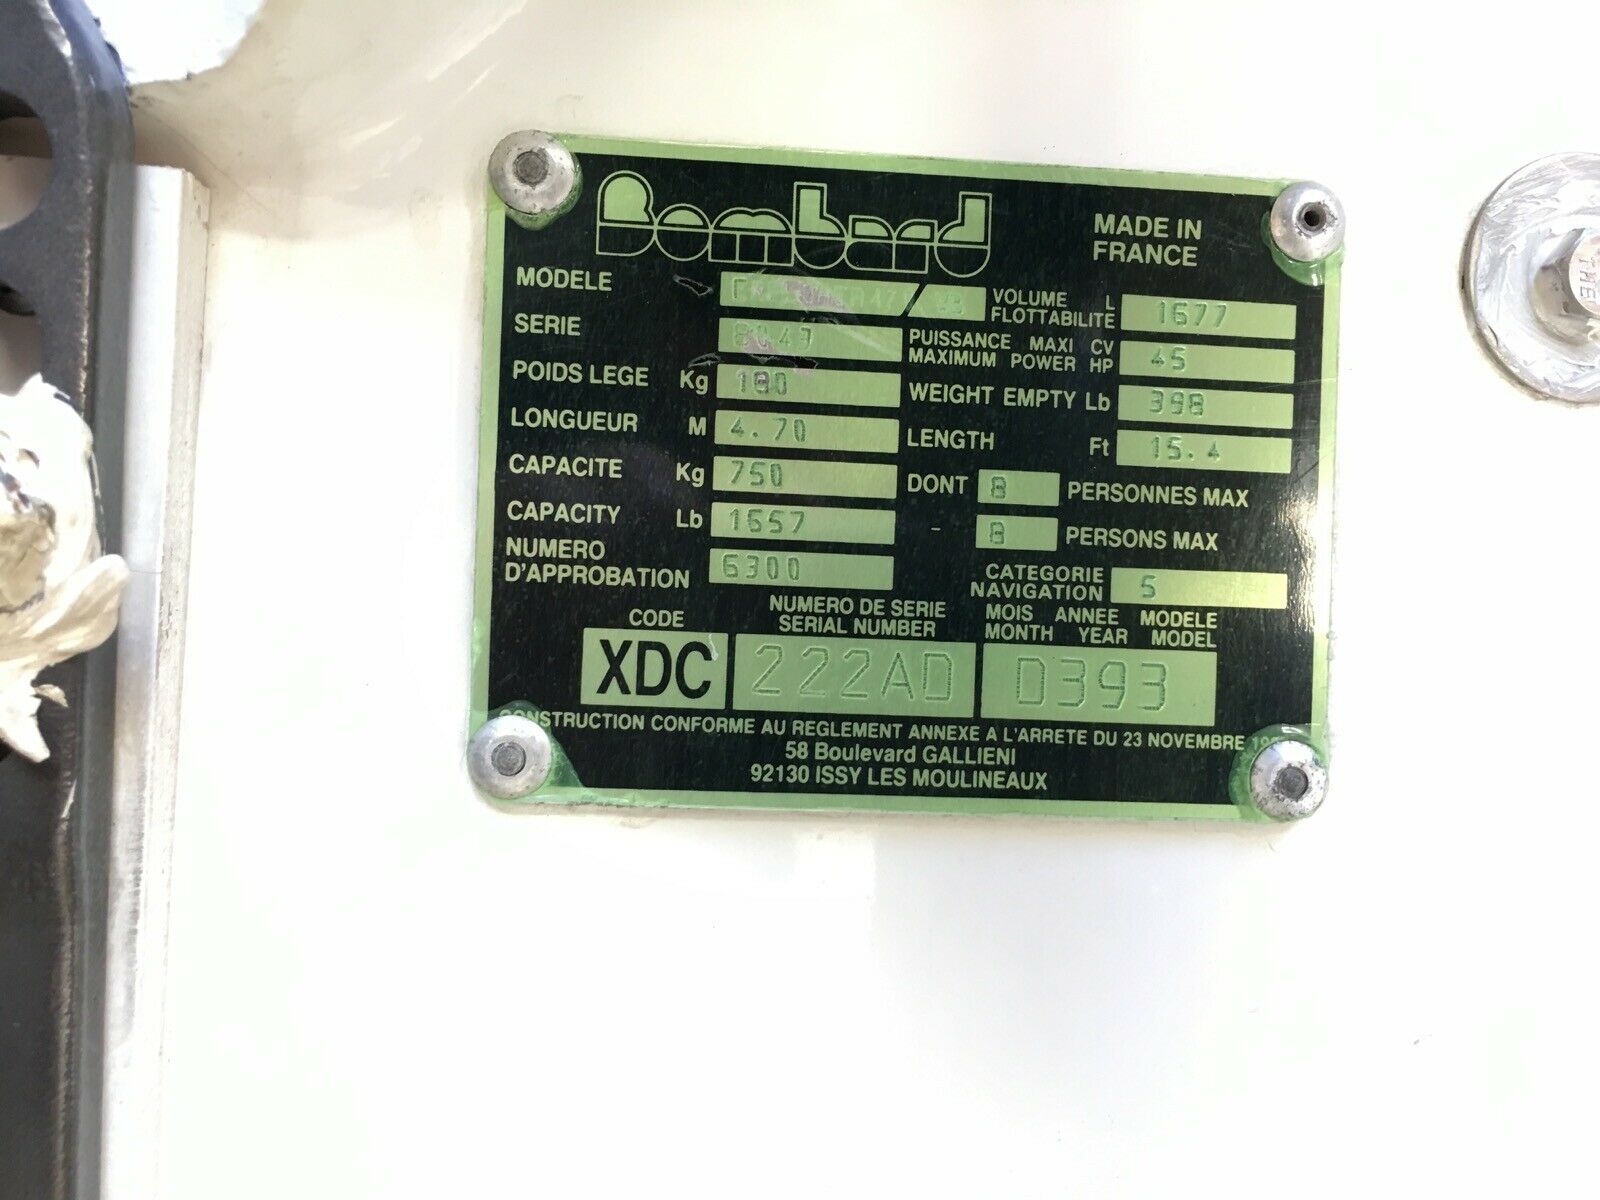 Bombard
MADE IN
FRANCE
MODELE
VOLUME L
FLOTTABILITE 1677
SERIE 8049
PUISSANCE MAXI CV
MAXIMUM POWER HP 45
POIDS LEGE Kg 180
WEIGHT EMPTY Lb 398
LONGUEUR M 4.70
LENGTH Ft 15.4
CAPACITE Kg 750
DONT 8 PERSONNES MAX
CAPACITY Lb 1657
- 8 PERSONS MAX
NUMERO
D'APPROBATION 6300
CATEGORIE
NAVIGATION 5
CODE
XDC
NUMERO DE SERIE
SERIAL NUMBER
222AD
MOIS ANNEE MODELE
MONTH YEAR MODEL
D393
CONSTRUCTION CONFORME AU REGLEMENT ANNEXE A L'ARRETE DU 23 NOVEMBRE
58 Boulevard GALLIENI
92130 ISSY LES MOULINEAUX